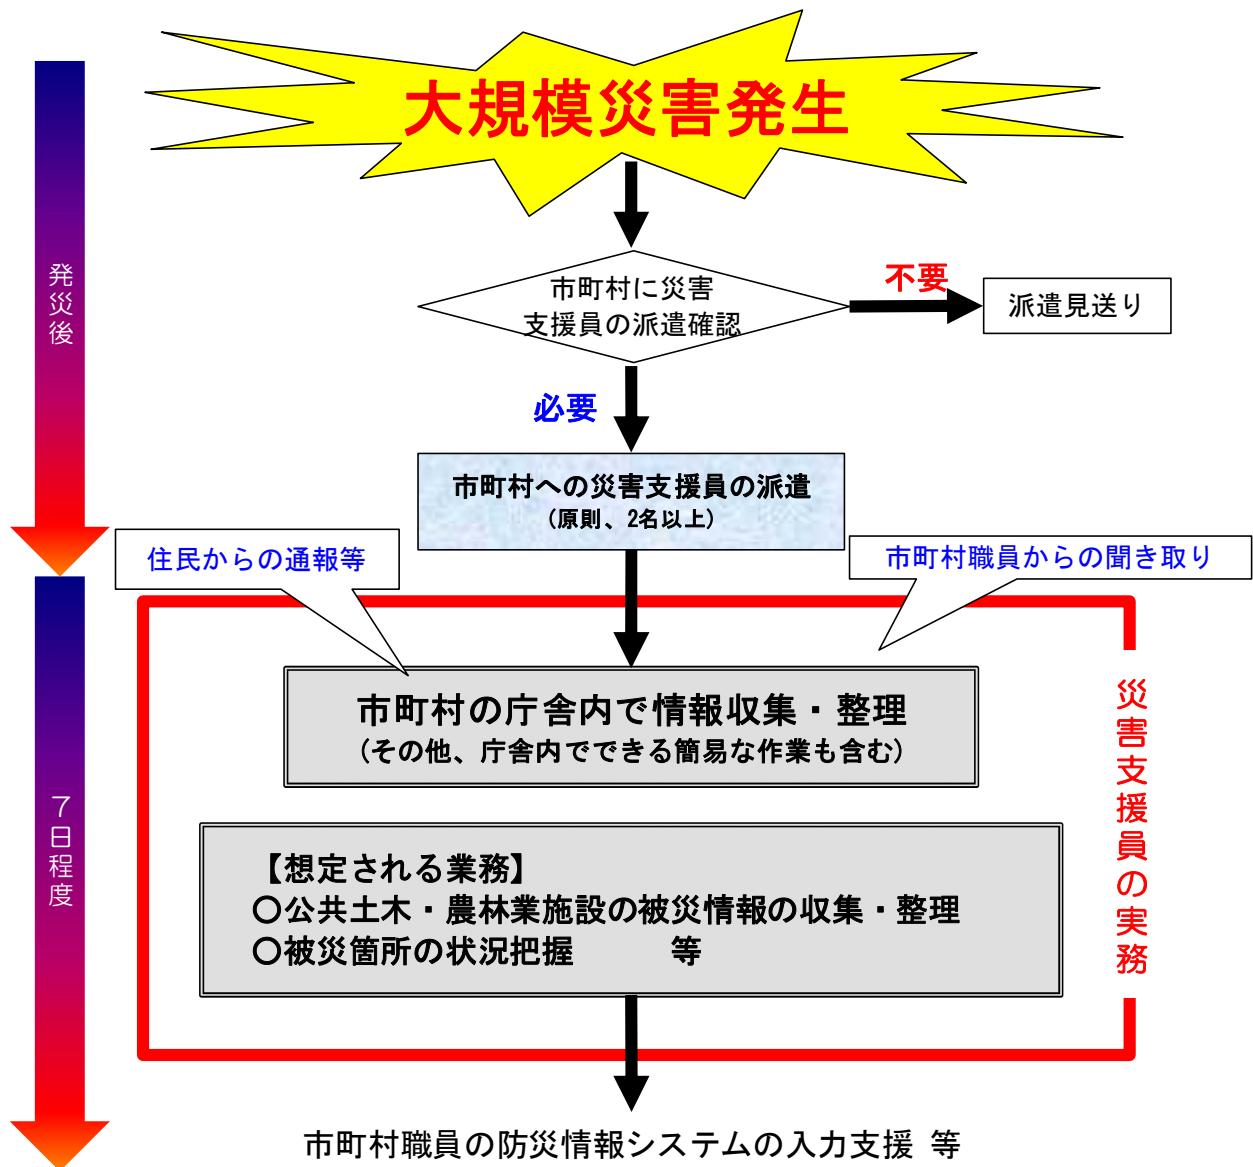 大規模災害発生
発災後
市町村に災害
支援員の派遣確認
不要
派遣見送り
必要
市町村への災害支援員の派遣
(原則、2名以上)
住民からの通報等
市町村職員からの聞き取り
市町村の庁舎内で情報収集・整理
(その他、庁舎内でできる簡易な作業も含む)
災害支援員の実務
7日程度
【想定される業務】
○公共土木・農林業施設の被災情報の収集・整理
○被災箇所の状況把握　　　等
市町村職員の防災情報システムの入力支援 等